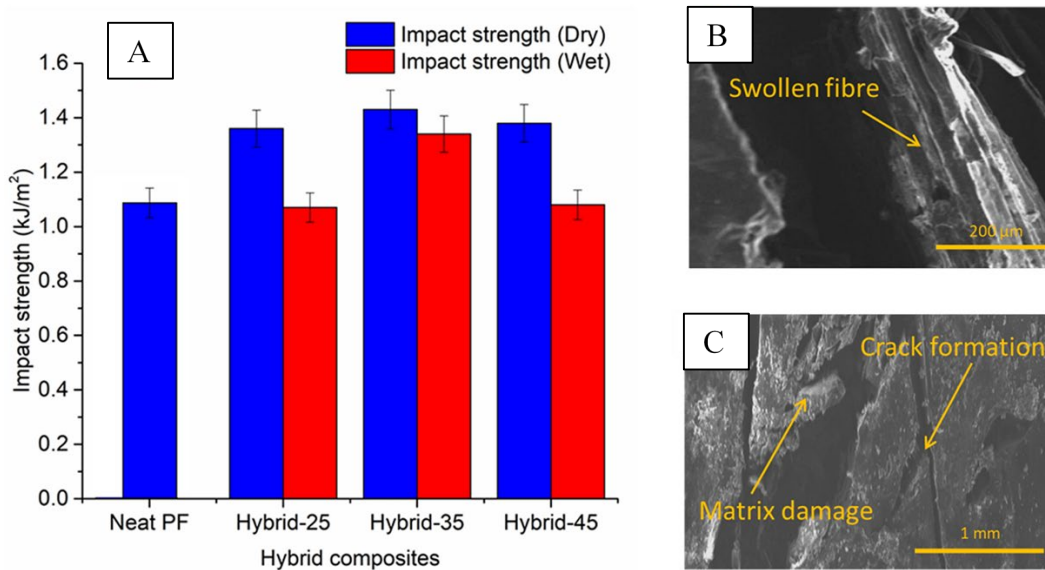 A
Impact strength (Dry)
Impact strength (Wet)
1.6
1.4
1.2
1.0
0.8
0.6
0.4
0.2
0.0
Impact strength (kJ/m²)
Neat PF
Hybrid-25
Hybrid-35
Hybrid-45
Hybrid composites
B
Swollen fibre
200 µm
C
Crack formation
Matrix damage
1 mm